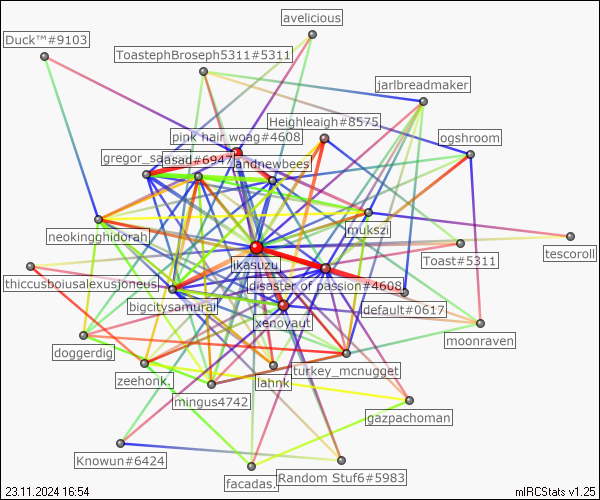 avelicious
Duck™#9103
ToastephBroseph5311#5311
jarlbreadmaker
Heighleaigh#8575
pink hair woag#4608
ogshroom
gregor_sa
asad#6947
andnewbees
mukszi
neokingghidorah
Toast#5311
tescoroll
ikasuzu
thiccusboiusalexusjoneus
disaster of passion#4608
bigcitysamurai
default#0617
xenoyaut
moonraven
doggerdig
turkey_mcnugget
zeehonk.
lahnk
mingus4742
gazpachoman
Knowun#6424
facadas.
Random Stuf6#5983
23.11.2024 16:54
mIRCStats v1.25